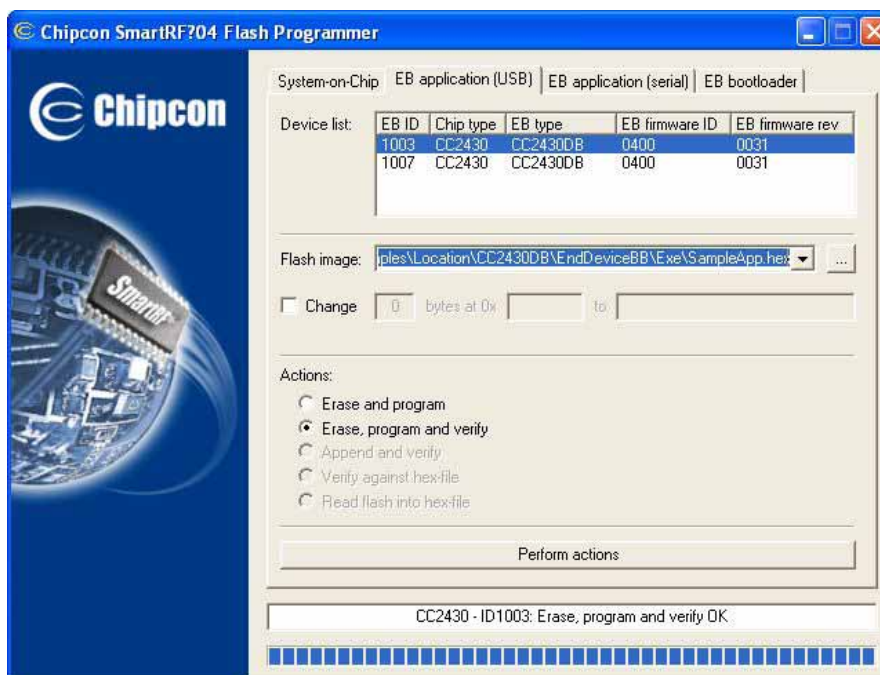 Chipcon SmartRF?04 Flash Programmer
Chipcon
SmartRF
System-on-Chip EB application (USB) EB application (serial) EB bootloader
Device list:
EB ID Chip type EB type EB firmware ID EB firmware rev
1003 CC2430 CC2430DB 0400 0031
1007 CC2430 CC2430DB 0400 0031
Flash image: ples\Location\CC2430DB\EndDeviceBB\Exe\SampleApp.hex ...
Change 0 bytes at 0x to
Actions:
Erase and program
Erase, program and verify
Append and verify
Verify against hex-file
Read flash into hex-file
Perform actions
CC2430 - ID1003: Erase, program and verify OK